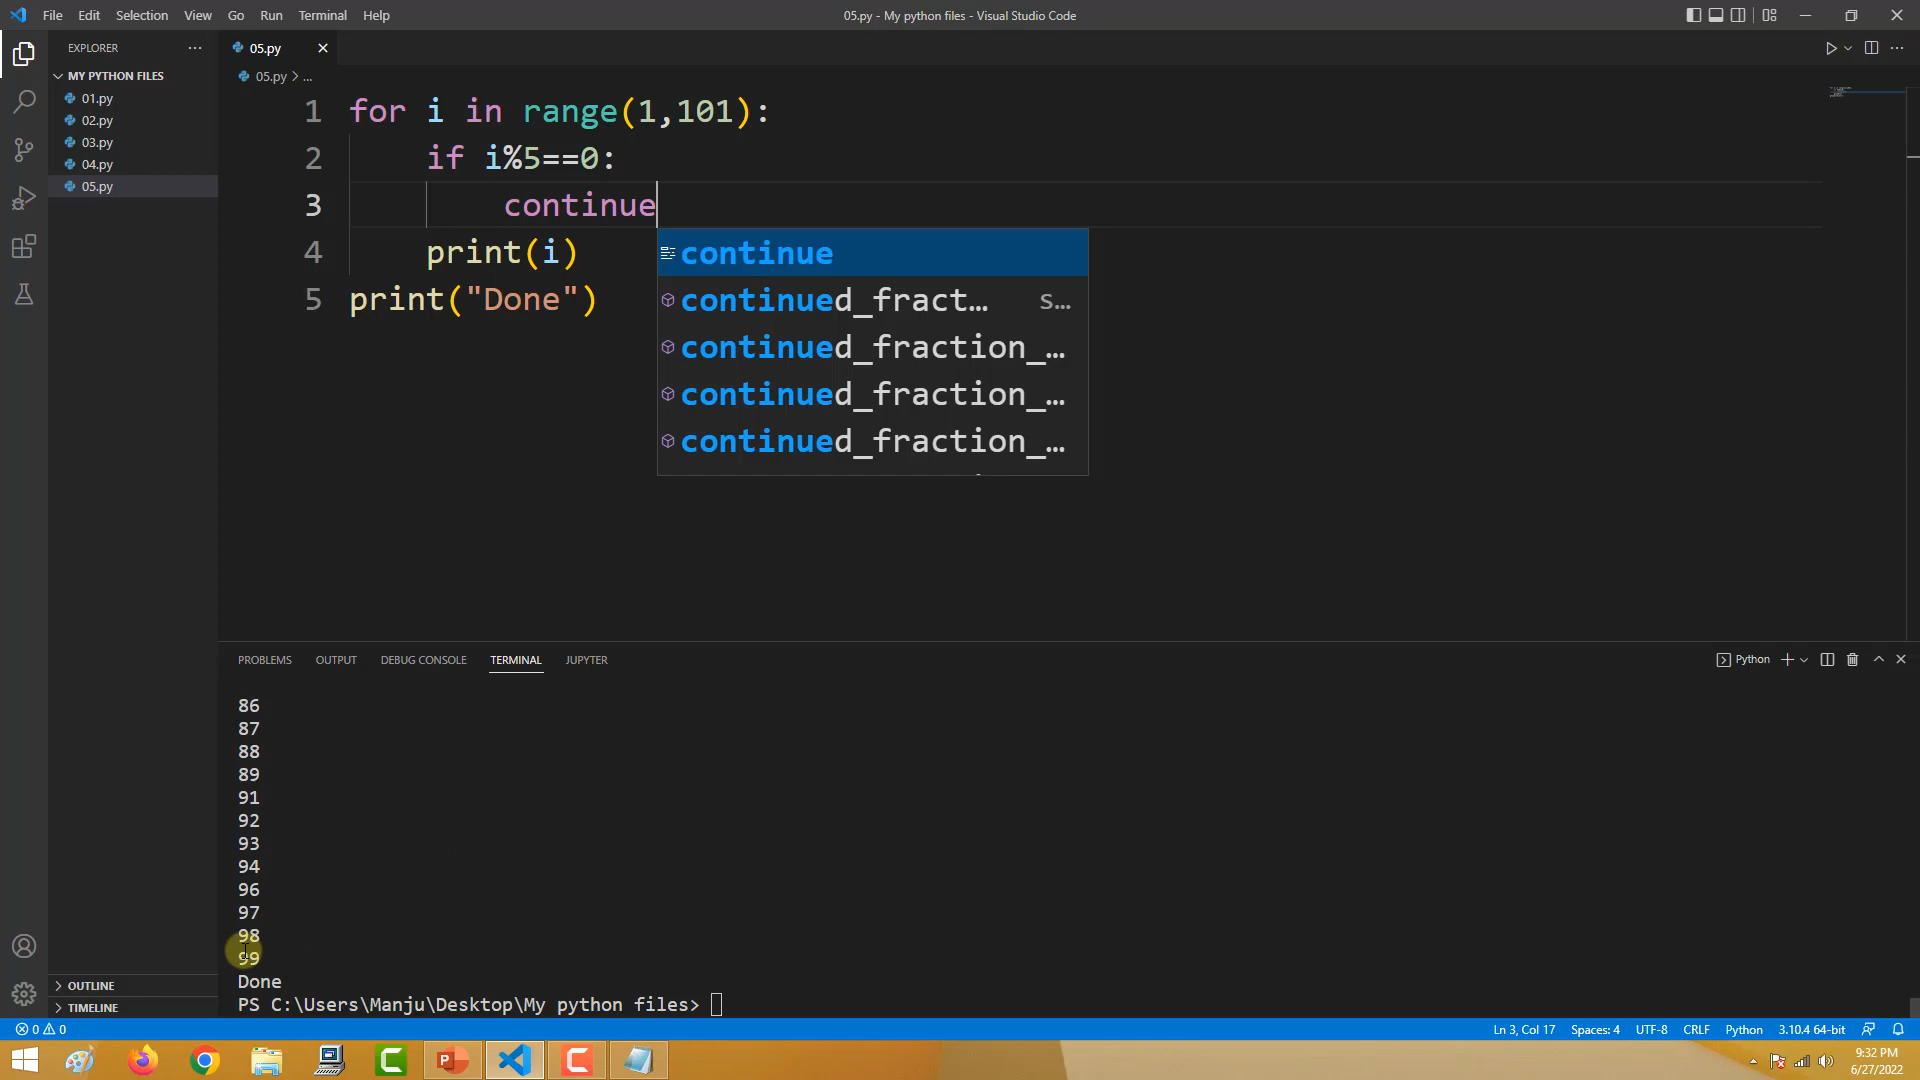 File Edit Selection View Go Run Terminal Help
05.py - My python files - Visual Studio Code
EXPLORER
MY PYTHON FILES
01.py
02.py
03.py
04.py
05.py
OUTLINE
TIMELINE
05.py
05.py > ...
1 for i in range(1,101):
2 if i%5==0:
3 continue
4 print(i)
5 print("Done")
continue
continued_fract… s…
continued_fraction_…
continued_fraction_…
continued_fraction_…
PROBLEMS OUTPUT DEBUG CONSOLE TERMINAL JUPYTER
Python
86
87
88
89
91
92
93
94
96
97
98
99
Done
PS C:\Users\Manju\Desktop\My python files>
0 0
Ln 3, Col 17 Spaces: 4 UTF-8 CRLF Python 3.10.4 64-bit
9:32 PM
6/27/2022